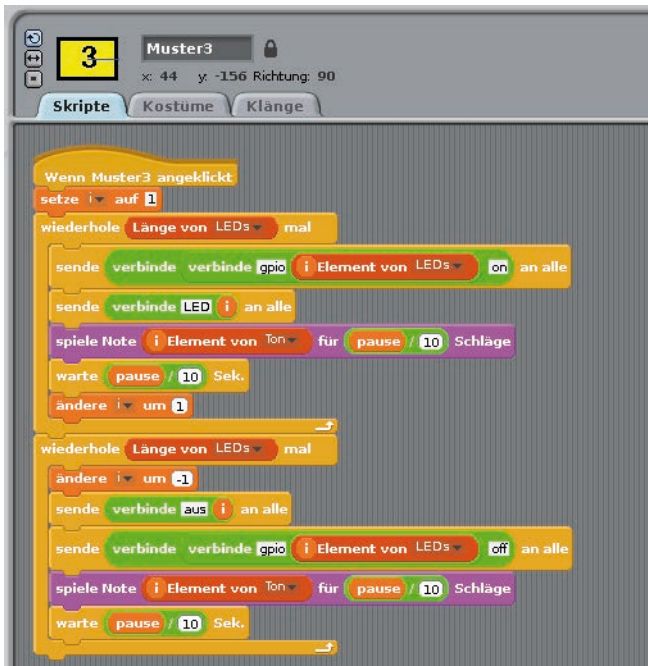 3
Muster3
x: 44 y: -156 Richtung: 90
Skripte Kostüme Klänge
Wenn Muster3 angeklickt
setze i auf 1
wiederhole Länge von LEDs mal
sende verbinde verbinde gpio i Element von LEDs on an alle
sende verbinde LED i an alle
spiele Note i Element von Ton für pause / 10 Schläge
warte pause / 10 Sek.
ändere i um 1
wiederhole Länge von LEDs mal
ändere i um -1
sende verbinde aus i an alle
sende verbinde verbinde gpio i Element von LEDs off an alle
spiele Note i Element von Ton für pause / 10 Schläge
warte pause / 10 Sek.